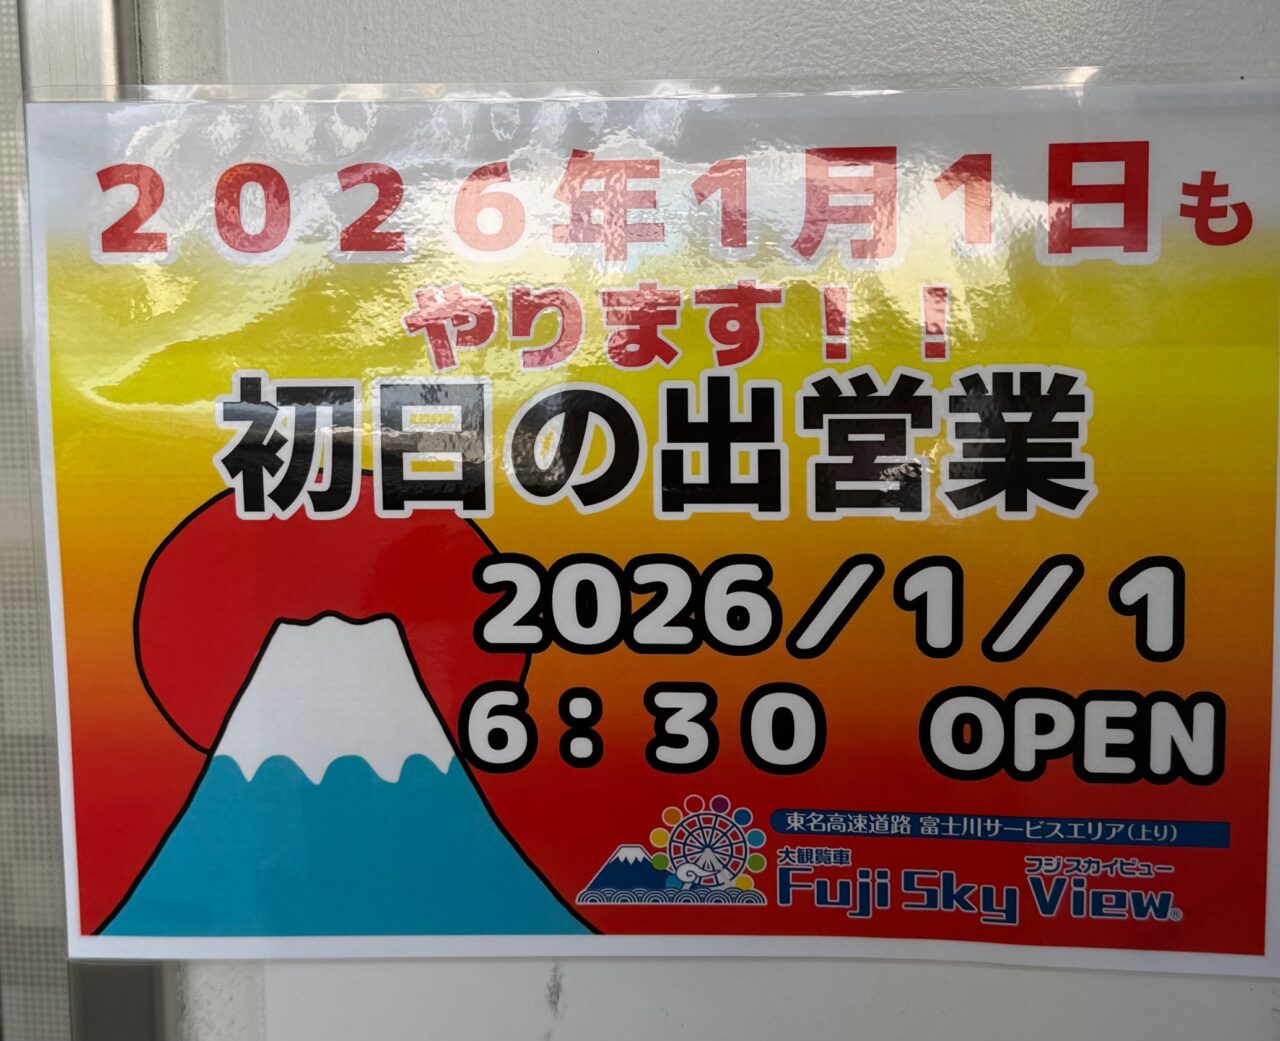 2026年1月1日も
やります！！
初日の出営業
2026/1/1
6:30 OPEN
東名高速道路 富士川サービスエリア(上り)
大観覧車 フジスカイビュー
Fuji Sky View®